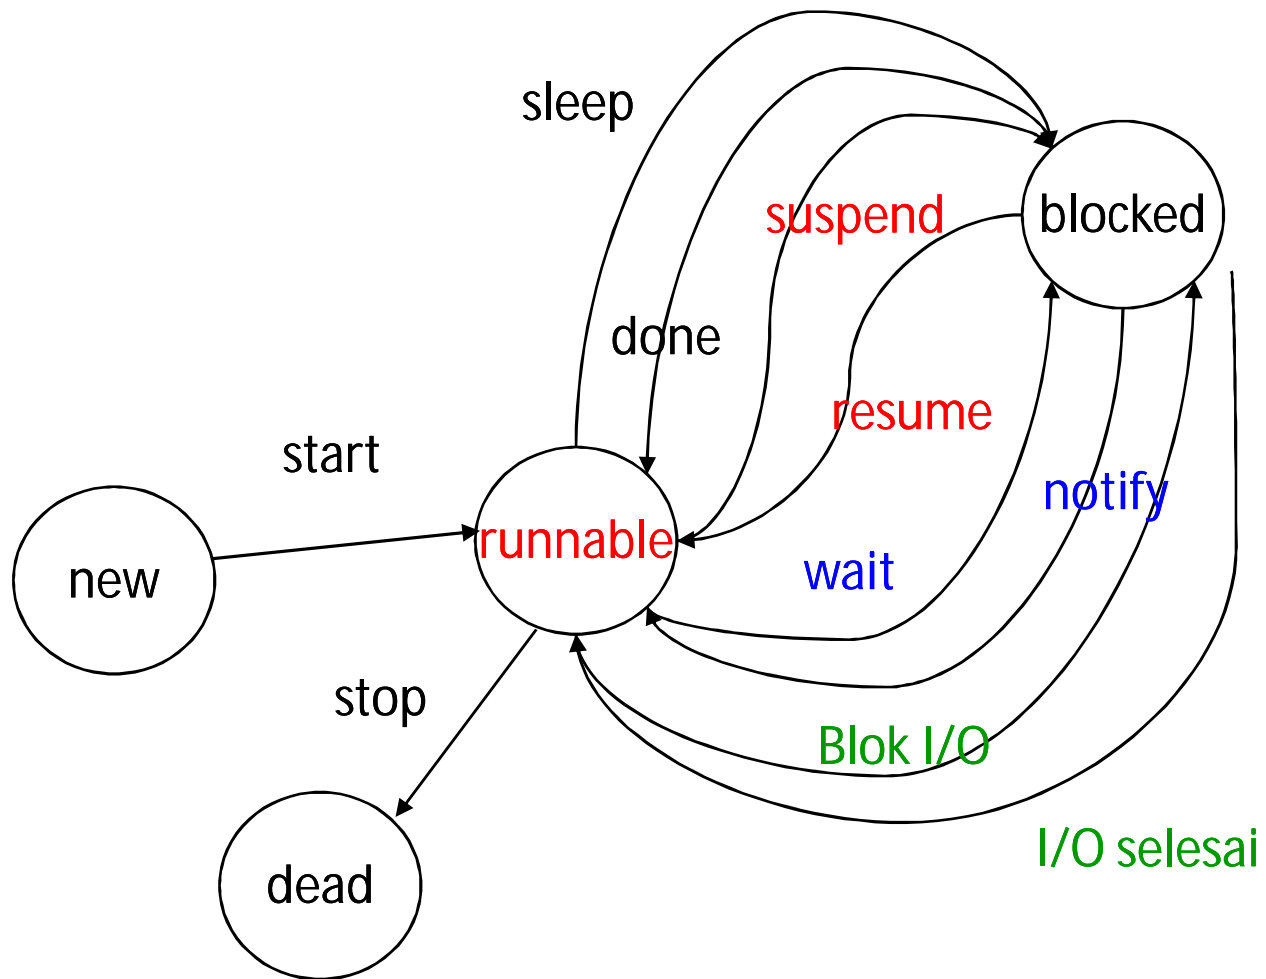 sleep
suspend
blocked
done
resume
start
notify
runnable
wait
new
stop
Blok I/O
I/O selesai
dead